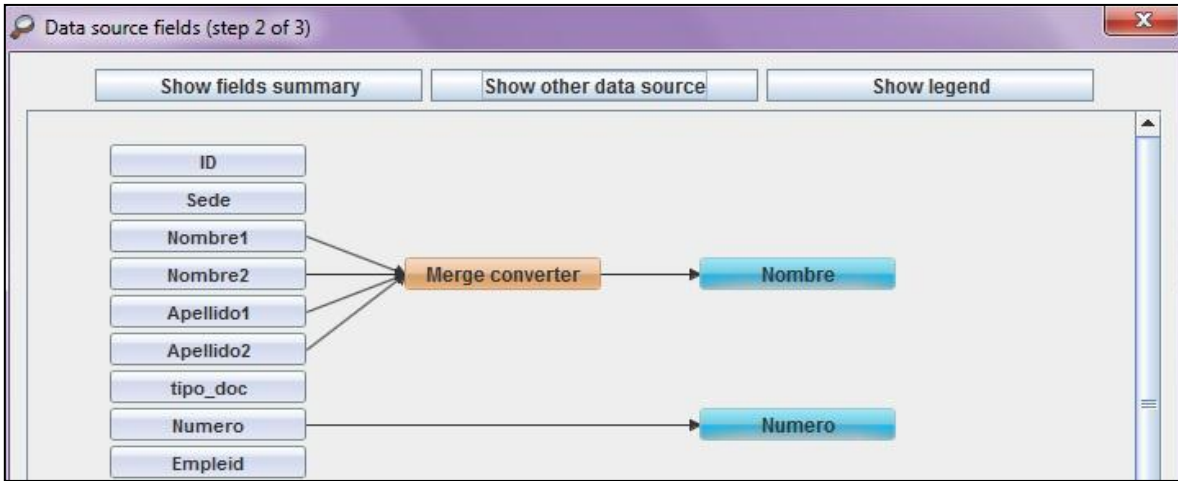 Data source fields (step 2 of 3)
Show fields summary
Show other data source
Show legend
ID
Sede
Nombre1
Nombre2
Merge converter
Nombre
Apellido1
Apellido2
tipo_doc
Numero
Numero
Empleid